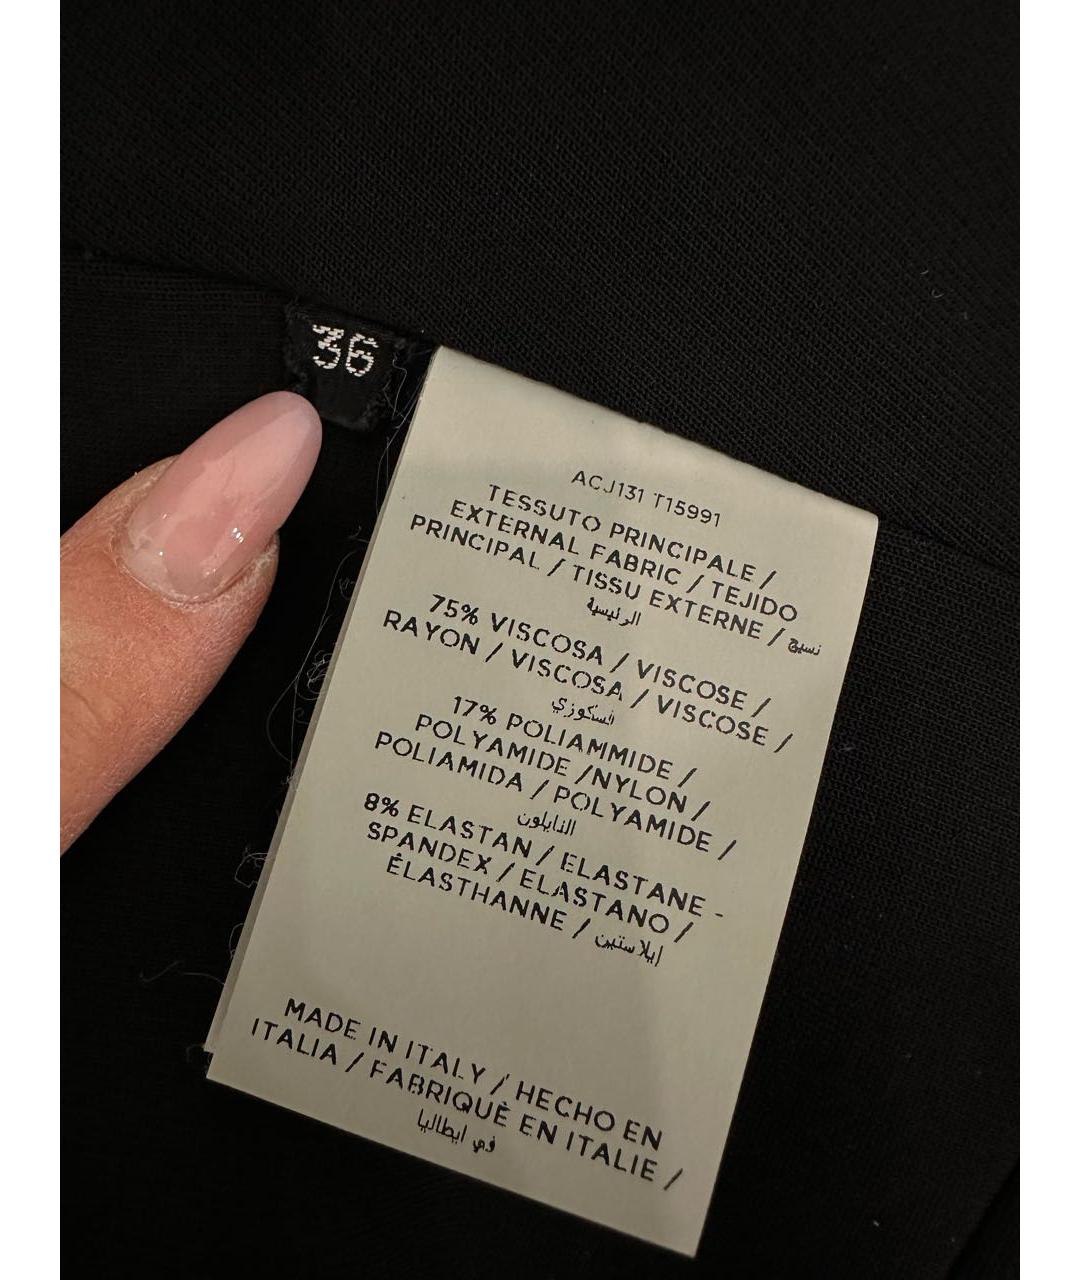 36
ACJ131 T15991
TESSUTO PRINCIPALE /
EXTERNAL FABRIC / TEJIDO
PRINCIPAL / TISSU EXTERNE / نسيج
الرئيسية
75% VISCOSA / VISCOSE /
RAYON / VISCOSA / VISCOSE /
السكوزي
17% POLIAMMIDE /
POLYAMIDE /NYLON /
POLIAMIDA / POLYAMIDE /
النايلون
8% ELASTAN / ELASTANE -
SPANDEX / ELASTANO /
ÉLASTHANNE / إيلاستين
MADE IN ITALY / HECHO EN
ITALIA / FABRIQUÈ EN ITALIE /
في ايطاليا